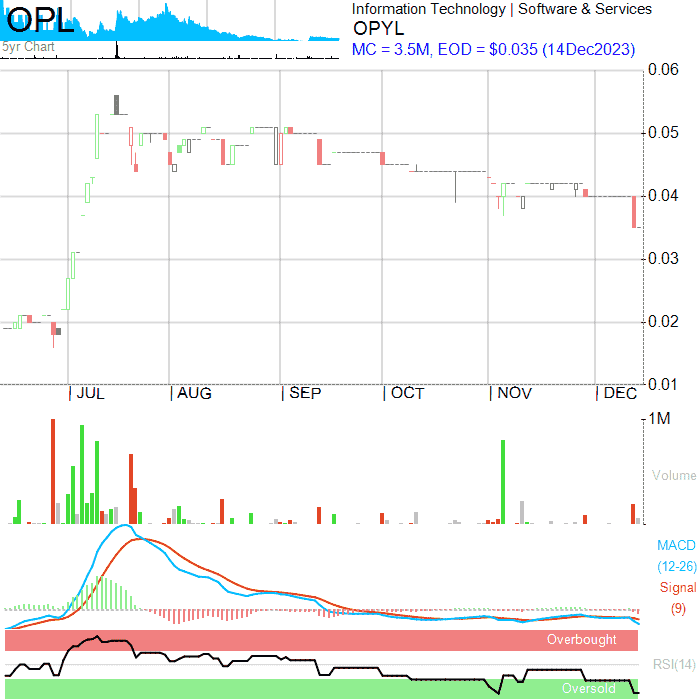 OPL
5yr Chart
Information Technology | Software & Services
OPYL
MC = 3.5M, EOD = $0.035 (14Dec2023)
0.06
0.05
0.04
0.03
0.02
0.01
JUL AUG SEP OCT NOV DEC
1M
Volume
MACD
(12-26)
Signal
(9)
Overbought
RSI(14)
Oversold